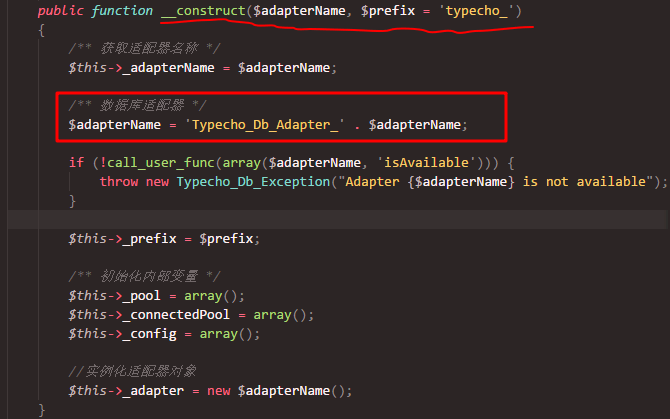 public function __construct($adapterName, $prefix = 'typecho_')
{
/** 获取适配器名称 */
$this->_adapterName = $adapterName;
/** 数据库适配器 */
$adapterName = 'Typecho_Db_Adapter_' . $adapterName;
if (!call_user_func(array($adapterName, 'isAvailable'))) {
throw new Typecho_Db_Exception("Adapter {$adapterName} is not available");
}
$this->_prefix = $prefix;
/** 初始化内部变量 */
$this->_pool = array();
$this->_connectedPool = array();
$this->_config = array();
//实例化适配器对象
$this->_adapter = new $adapterName();
}